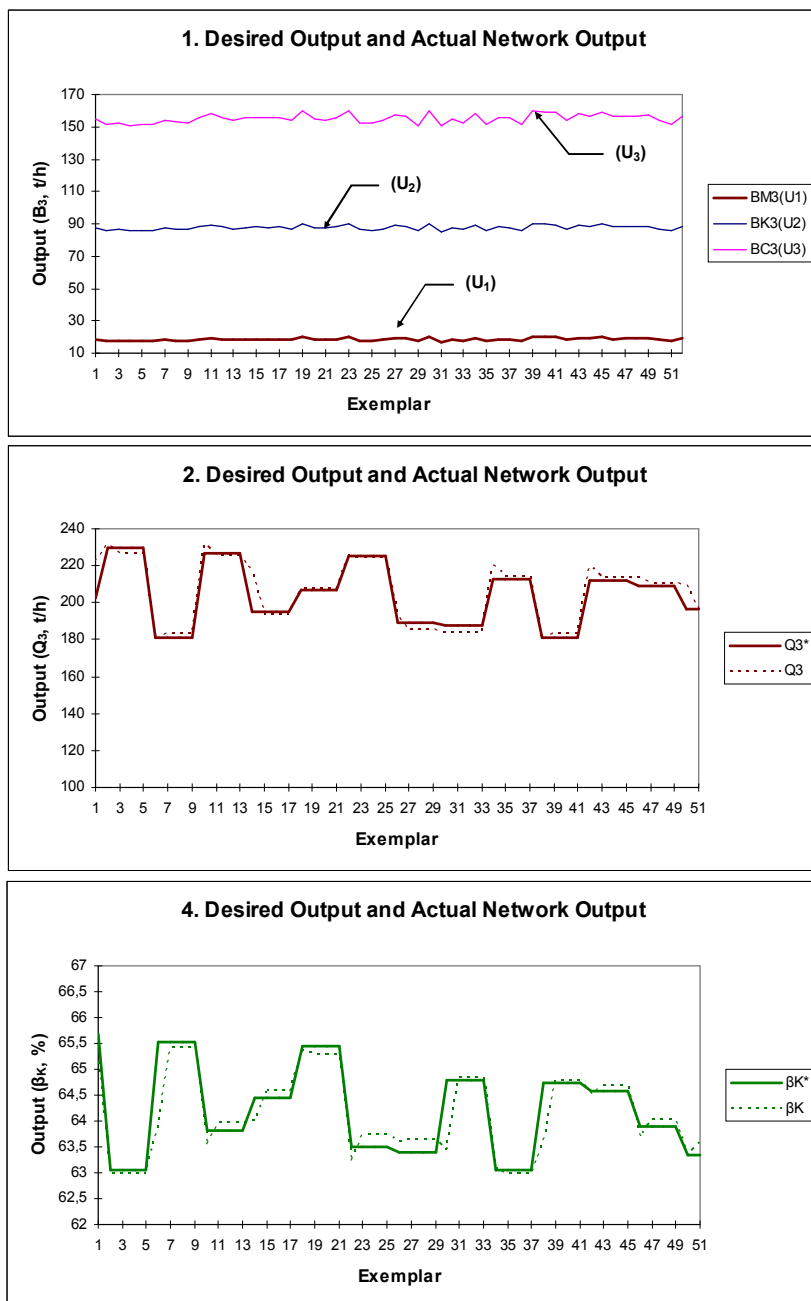 1. Desired Output and Actual Network Output
Output (B3, t/h)
170
150
130
110
90
70
50
30
10
(U3)
(U2)
(U1)
1 3 5 7 9 11 13 15 17 19 21 23 25 27 29 31 33 35 37 39 41 43 45 47 49 51
Exemplar
BM3(U1)
BK3(U2)
BC3(U3)
2. Desired Output and Actual Network Output
Output (Q3, t/h)
240
220
200
180
160
140
120
100
1 3 5 7 9 11 13 15 17 19 21 23 25 27 29 31 33 35 37 39 41 43 45 47 49 51
Exemplar
Q3*
Q3
4. Desired Output and Actual Network Output
Output (βK, %)
67
66,5
66
65,5
65
64,5
64
63,5
63
62,5
62
1 3 5 7 9 11 13 15 17 19 21 23 25 27 29 31 33 35 37 39 41 43 45 47 49 51
Exemplar
βK*
βK